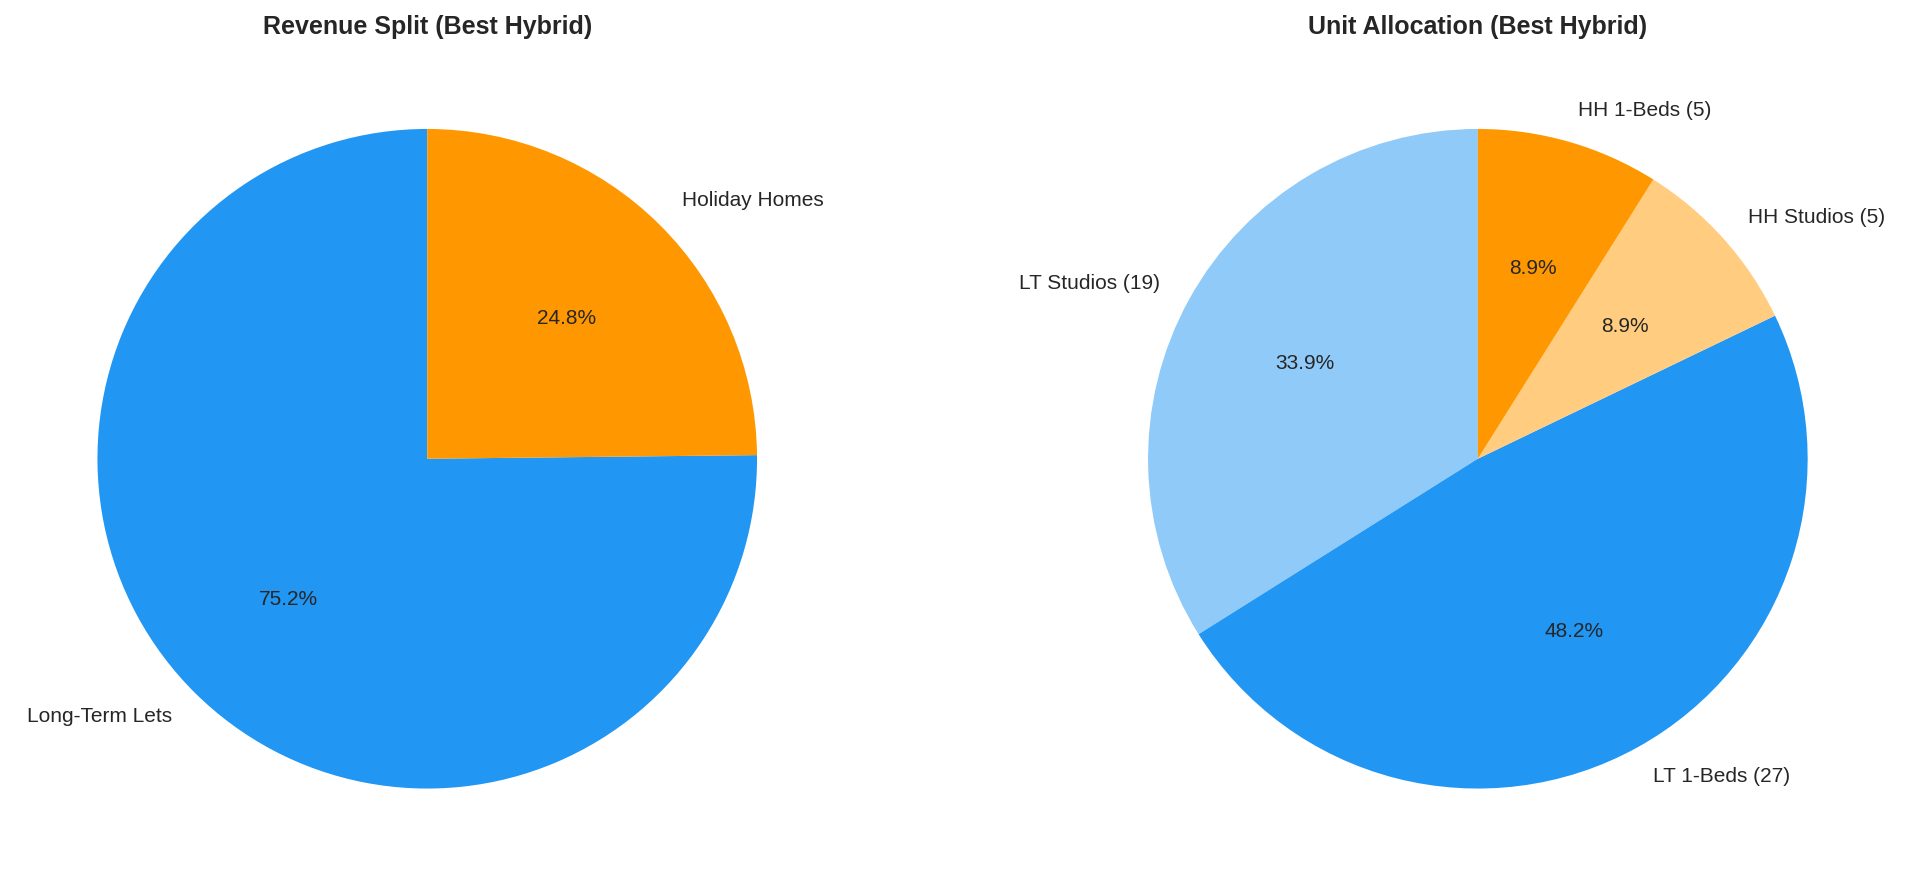 Revenue Split (Best Hybrid)
Holiday Homes
24.8%
75.2%
Long-Term Lets
Unit Allocation (Best Hybrid)
HH 1-Beds (5)
HH Studios (5)
LT Studios (19)
8.9%
8.9%
33.9%
48.2%
LT 1-Beds (27)